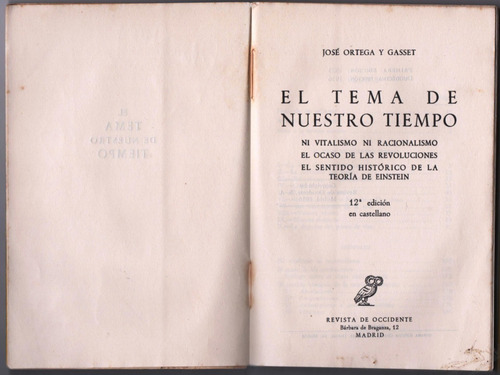 JOSÉ ORTEGA Y GASSET
EL TEMA DE
NUESTRO TIEMPO
NI VITALISMO NI RACIONALISMO
EL OCASO DE LAS REVOLUCIONES
EL SENTIDO HISTÓRICO DE LA
TEORÍA DE EINSTEIN
12ª edición
en castellano
REVISTA DE OCCIDENTE
Bárbara de Braganza, 12
MADRID